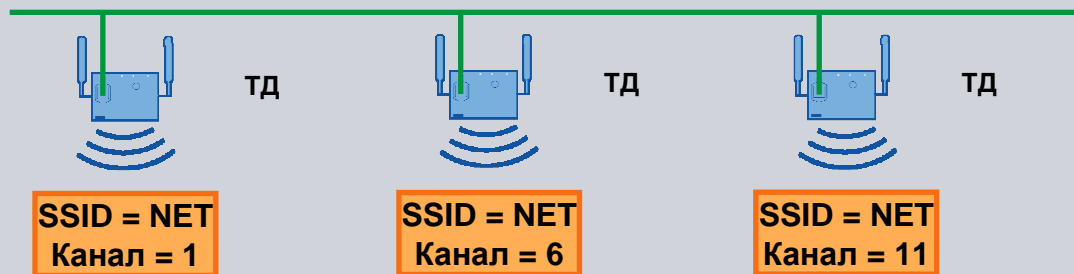 ТД
ТД
ТД
SSID = NET
Канал = 1
SSID = NET
Канал = 6
SSID = NET
Канал = 11